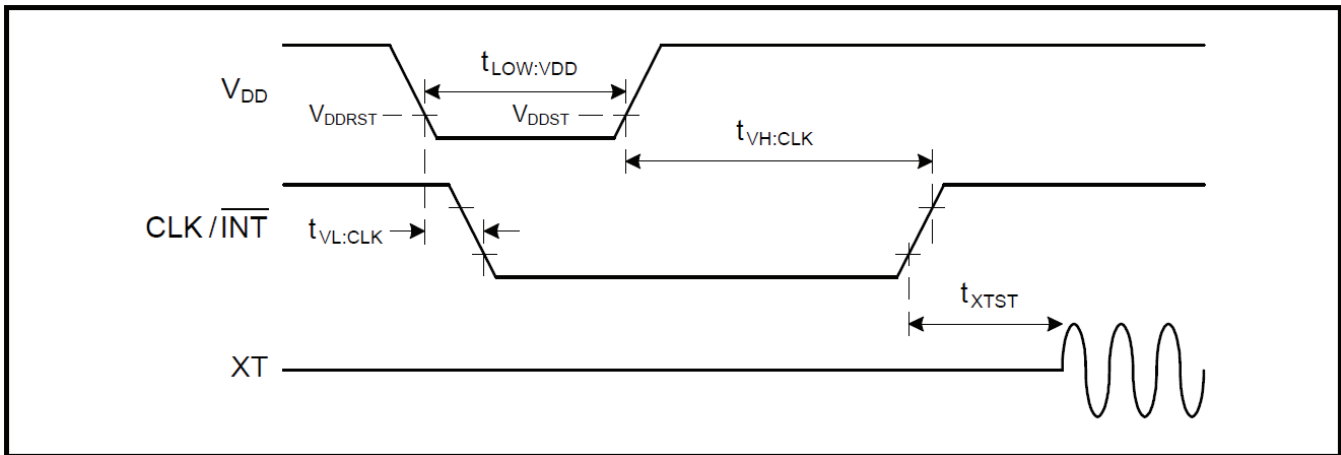 tLOW:VDD
VDD
VDDRST
VDDST
tVH:CLK
CLK/INT
tVL:CLK
tXTST
XT